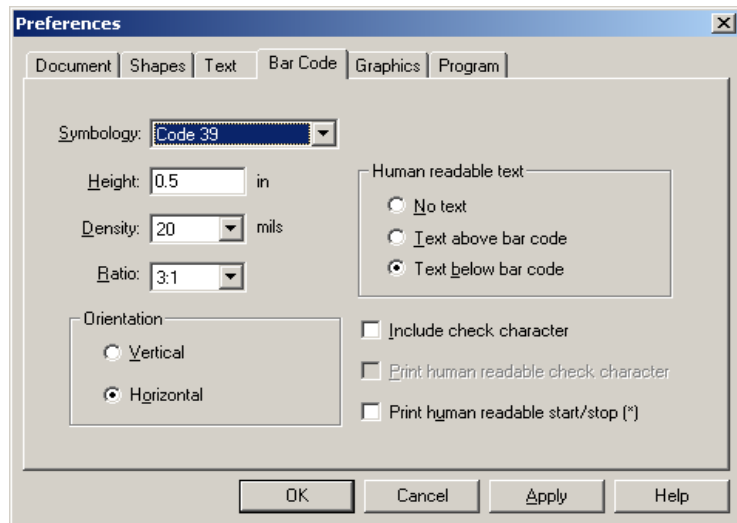 Preferences
Document Shapes Text Bar Code Graphics Program
Symbology: Code 39
Height: 0.5 in
Density: 20 mils
Ratio: 3:1
Orientation
Vertical
Horizontal
Human readable text
No text
Text above bar code
Text below bar code
Include check character
Print human readable check character
Print human readable start/stop (*)
OK Cancel Apply Help